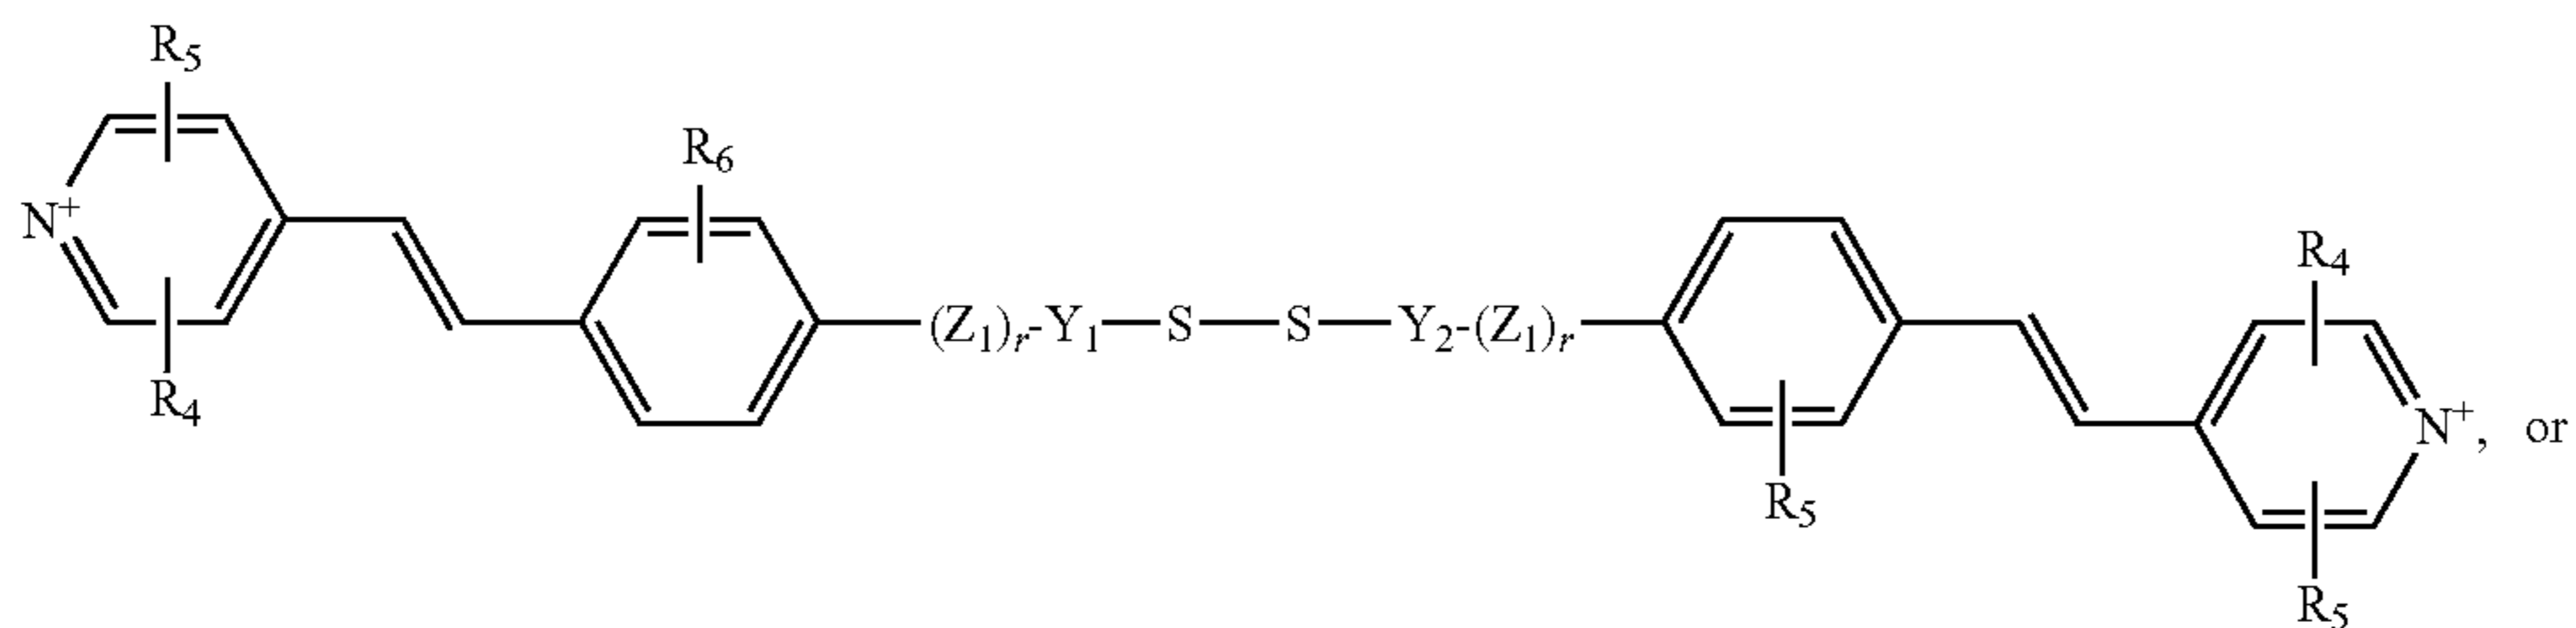 R5
R6
R4
N+
(Z1)r-Y1—S—S—Y2-(Z1)r
R4
N+, or
R5
R5